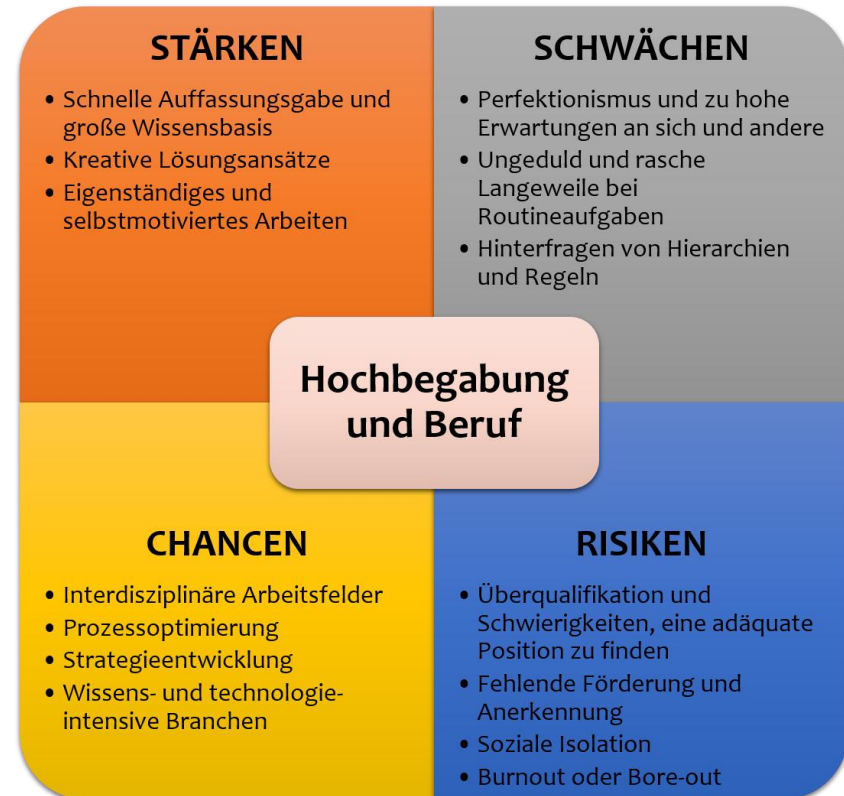 STÄRKEN
• Schnelle Auffassungsgabe und
große Wissensbasis
• Kreative Lösungsansätze
• Eigenständiges und
selbstmotiviertes Arbeiten
SCHWÄCHEN
• Perfektionismus und zu hohe
Erwartungen an sich und andere
• Ungeduld und rasche
Langeweile bei
Routineaufgaben
• Hinterfragen von Hierarchien
und Regeln
Hochbegabung
und Beruf
CHANCEN
• Interdisziplinäre Arbeitsfelder
• Prozessoptimierung
• Strategieentwicklung
• Wissens- und technologie-
intensive Branchen
RISIKEN
• Überqualifikation und
Schwierigkeiten, eine adäquate
Position zu finden
• Fehlende Förderung und
Anerkennung
• Soziale Isolation
• Burnout oder Bore-out